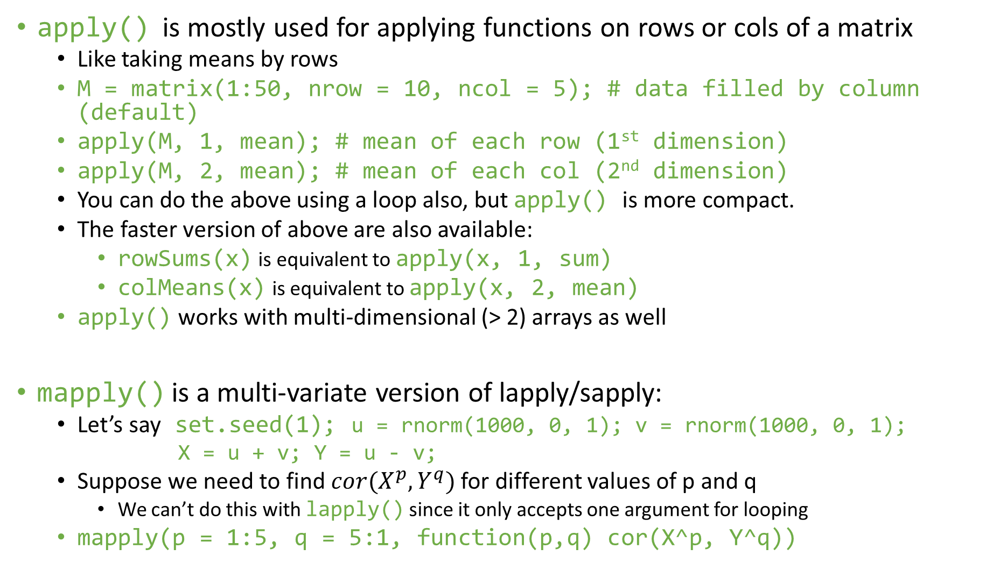 • apply() is mostly used for applying functions on rows or cols of a matrix
• Like taking means by rows
• M = matrix(1:50, nrow = 10, ncol = 5); # data filled by column
(default)
• apply(M, 1, mean); # mean of each row (1st dimension)
• apply(M, 2, mean); # mean of each col (2nd dimension)
• You can do the above using a loop also, but apply() is more compact.
• The faster version of above are also available:
• rowSums(x) is equivalent to apply(x, 1, sum)
• colMeans(x) is equivalent to apply(x, 2, mean)
• apply() works with multi-dimensional (> 2) arrays as well
• mapply() is a multi-variate version of lapply/sapply:
• Let’s say set.seed(1); u = rnorm(1000, 0, 1); v = rnorm(1000, 0, 1);
X = u + v; Y = u - v;
• Suppose we need to find cor(X^p, Y^q) for different values of p and q
• We can’t do this with lapply() since it only accepts one argument for looping
• mapply(p = 1:5, q = 5:1, function(p,q) cor(X^p, Y^q))